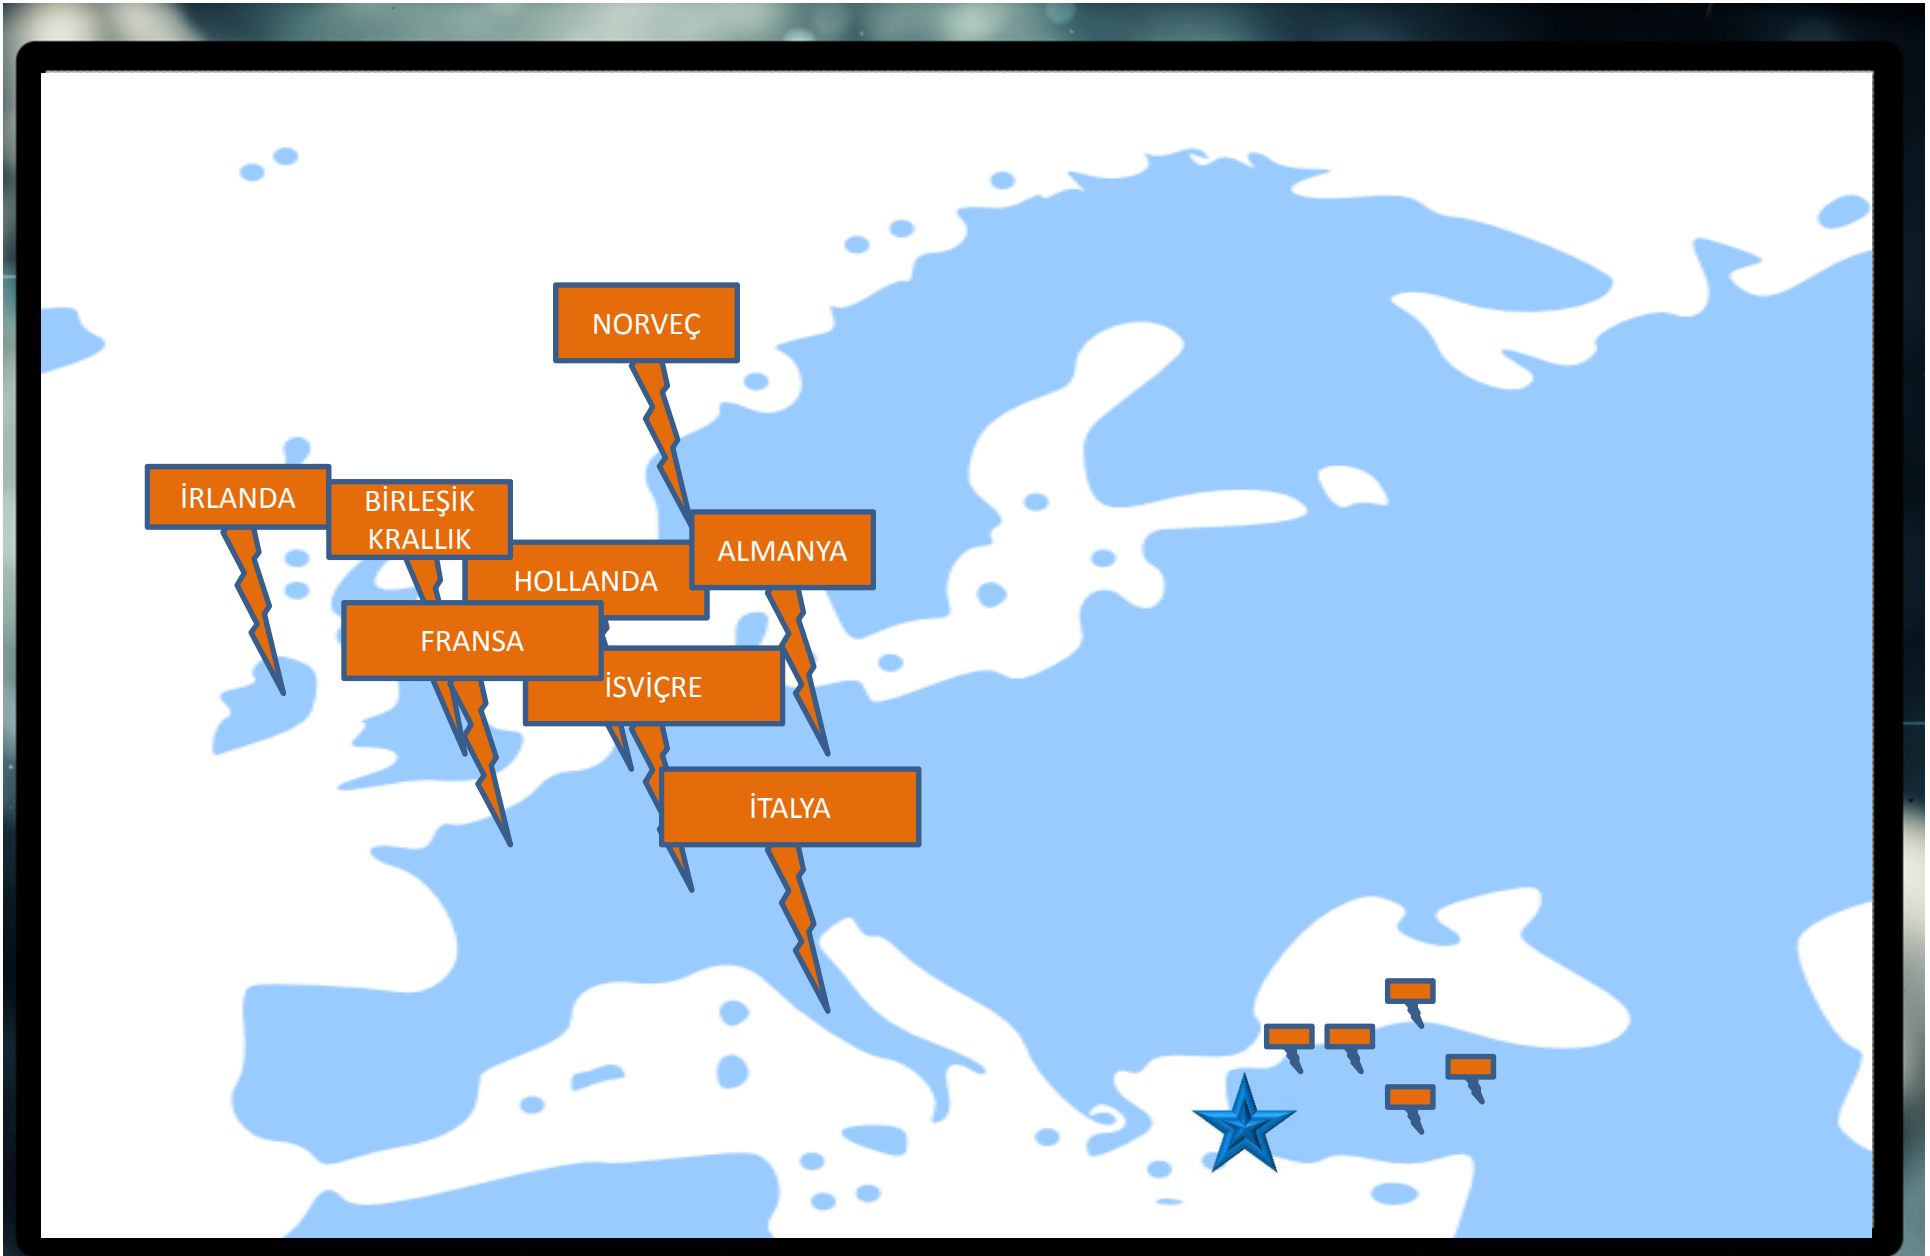 NORVEÇ
İRLANDA
BİRLEŞİK
KRALLIK
HOLLANDA
ALMANYA
FRANSA
İSVİÇRE
İTALYA